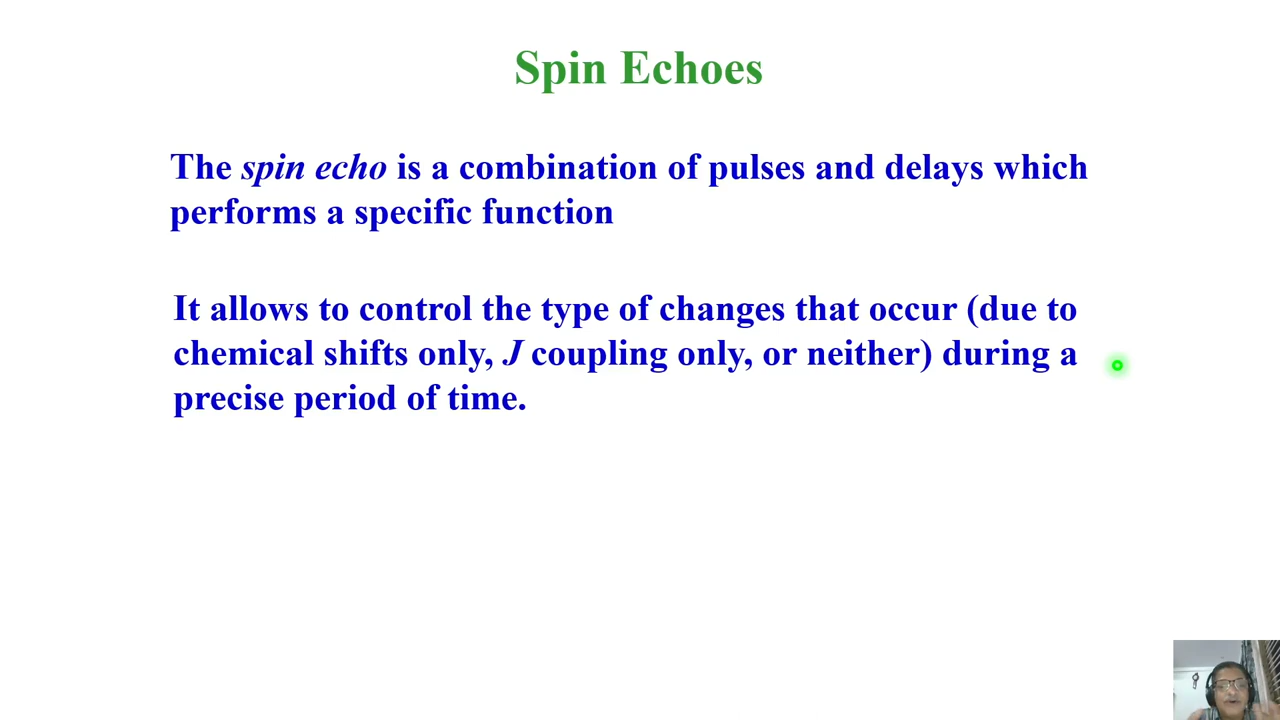 Spin Echoes
The spin echo is a combination of pulses and delays which
performs a specific function
It allows to control the type of changes that occur (due to
chemical shifts only, J coupling only, or neither) during a
precise period of time.